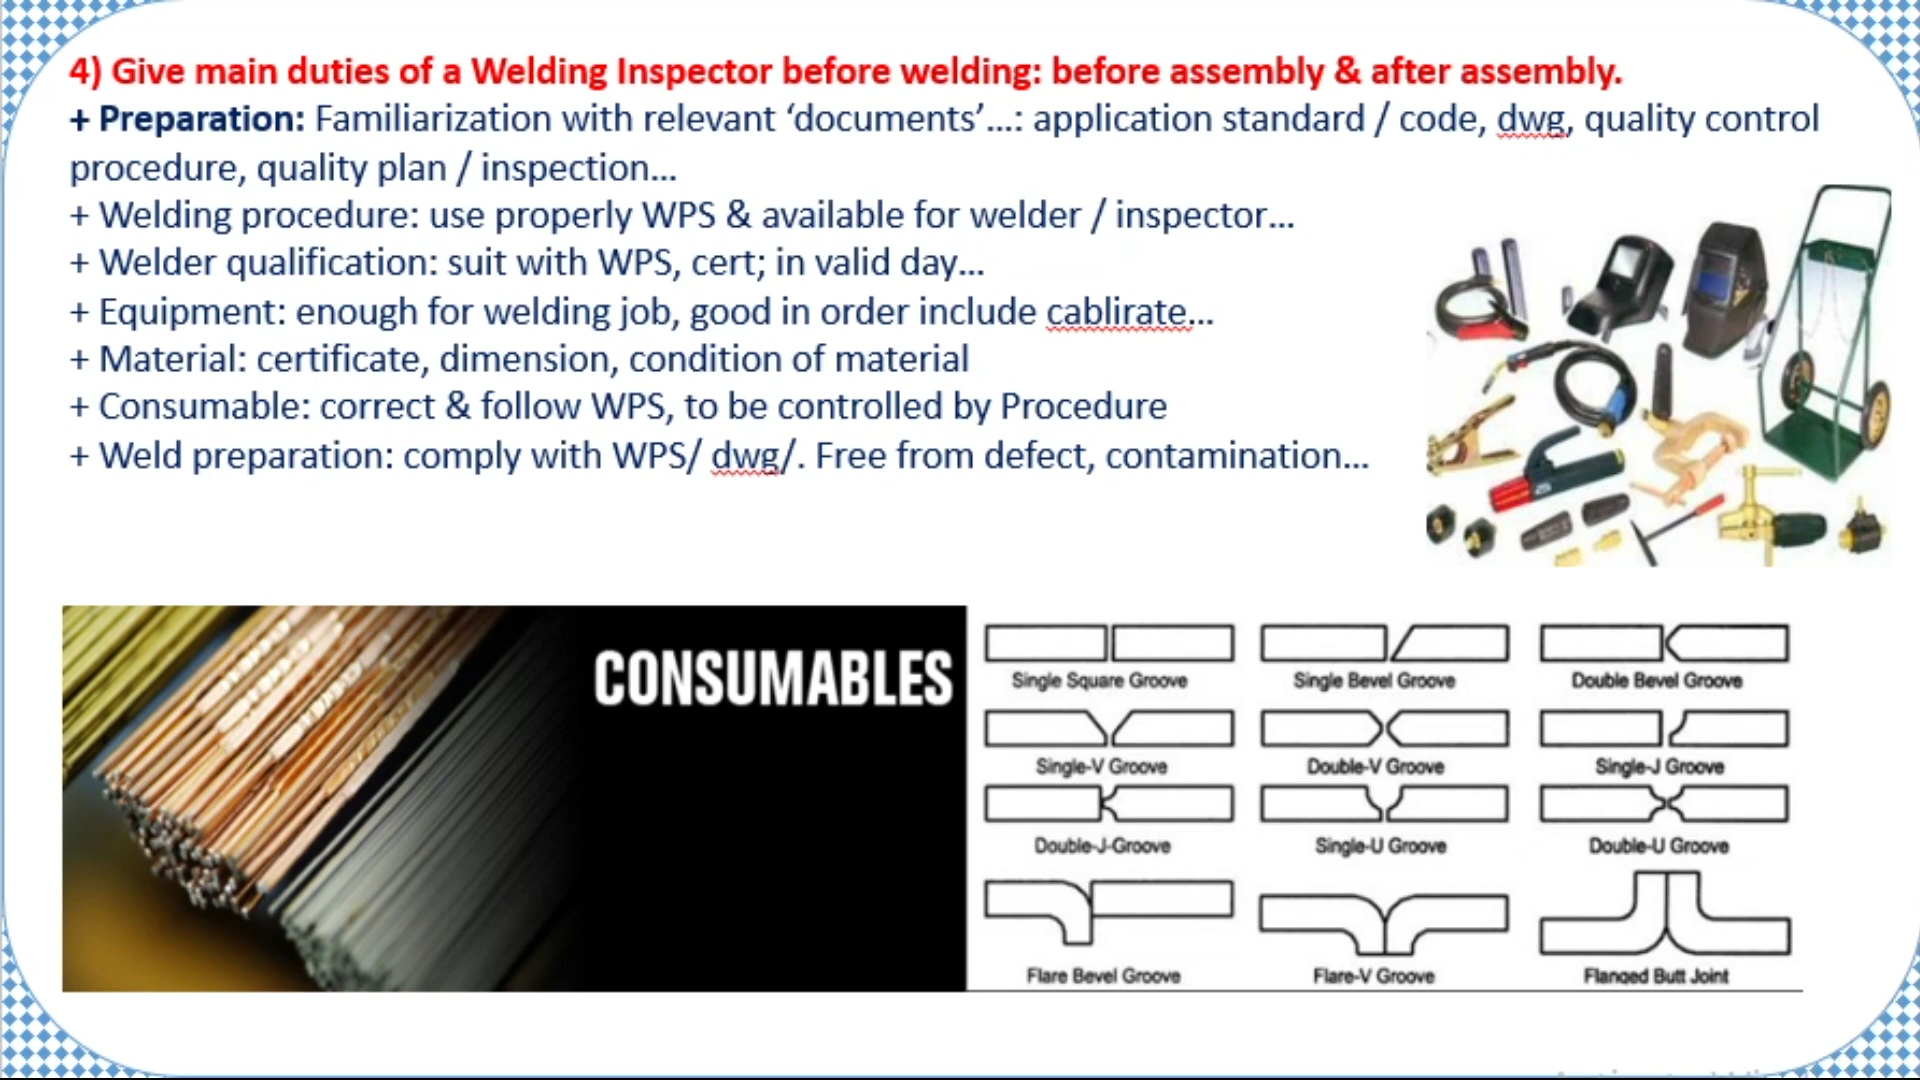 4) Give main duties of a Welding Inspector before welding: before assembly & after assembly.
+ Preparation: Familiarization with relevant ‘documents’...: application standard / code, dwg, quality control
procedure, quality plan / inspection...
+ Welding procedure: use properly WPS & available for welder / inspector...
+ Welder qualification: suit with WPS, cert; in valid day...
+ Equipment: enough for welding job, good in order include cablirate...
+ Material: certificate, dimension, condition of material
+ Consumable: correct & follow WPS, to be controlled by Procedure
+ Weld preparation: comply with WPS/ dwg/. Free from defect, contamination...
CONSUMABLES
Single Square Groove
Single Bevel Groove
Double Bevel Groove
Single-V Groove
Double-V Groove
Single-J Groove
Double-J-Groove
Single-U Groove
Double-U Groove
Flare Bevel Groove
Flare-V Groove
Flanged Butt Joint